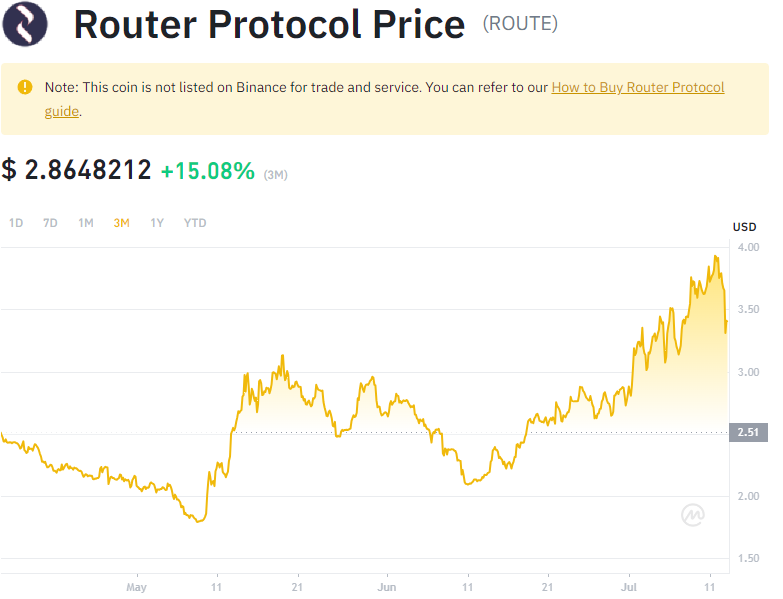 Router Protocol Price (ROUTE)
Note: This coin is not listed on Binance for trade and service. You can refer to our How to Buy Router Protocol
guide.
$ 2.8648212 +15.08% (3M)
1D 7D 1M 3M 1Y YTD
USD
4.00
3.50
3.00
2.51
2.00
1.50
May 11 21 Jun 11 21 Jul 11